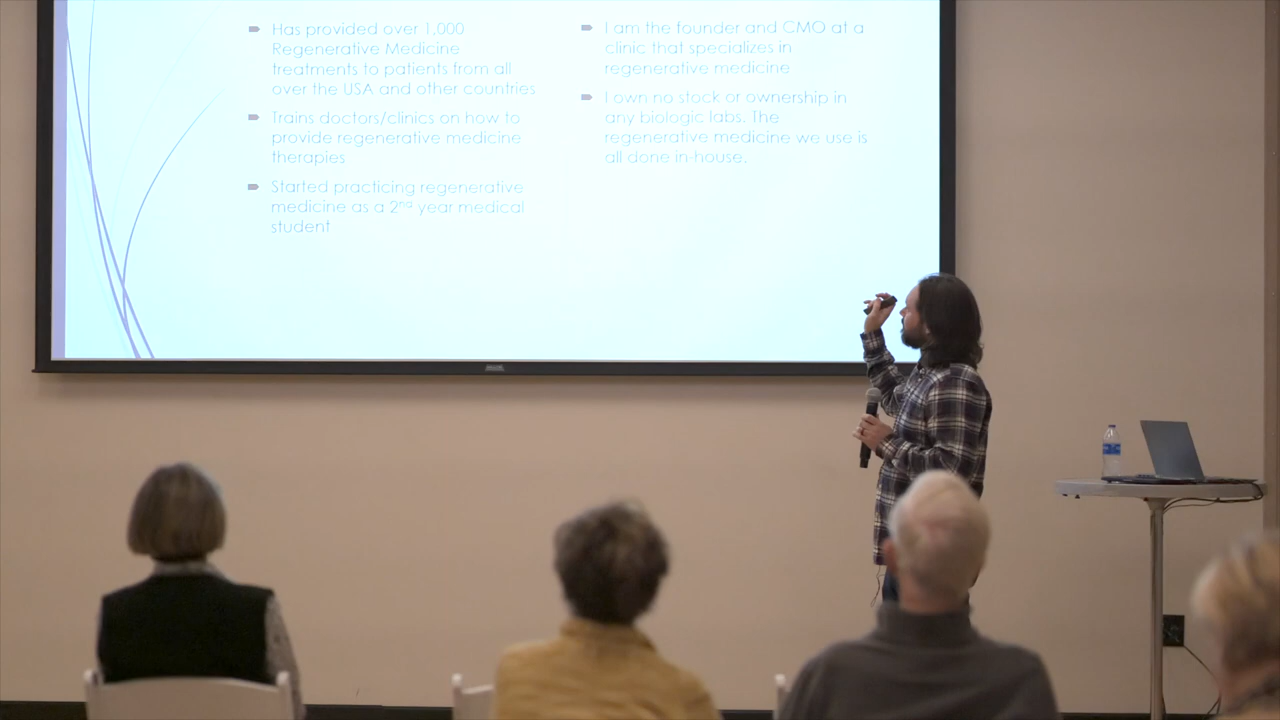 Has provided over 1,000
Regenerative Medicine
treatments to patients from all
over the USA and other countries
Trains doctors/clinics on how to
provide regenerative medicine
therapies
Started practicing regenerative
medicine as a 2nd year medical
student
I am the founder and CMO at a
clinic that specializes in
regenerative medicine
I own no stock or ownership in
any biologic labs. The
regenerative medicine we use is
all done in-house.